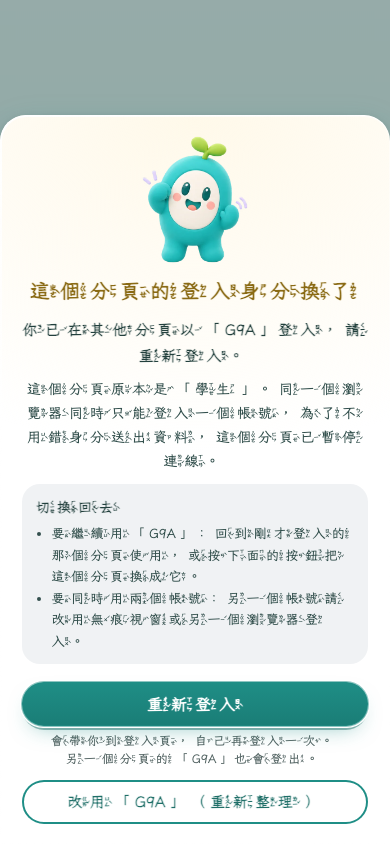 這個分頁的登入身分換了
你已在其他分頁以「G9A」登入，請
重新登入。
這個分頁原本是「學生」。同一個瀏
覽器同時只能登入一個帳號，為了不
用錯身分送出資料，這個分頁已暫停
連線。
切換回去
• 要繼續用「G9A」：回到剛才登入的
那個分頁使用，或按下面的按鈕把
這個分頁換成它。
• 要同時用兩個帳號：另一個帳號請
改用無痕視窗或另一個瀏覽器登
入。
重新登入
會帶你到登入頁，自己再登入一次。
另一個分頁的「G9A」也會登出。
改用「G9A」（重新整理）